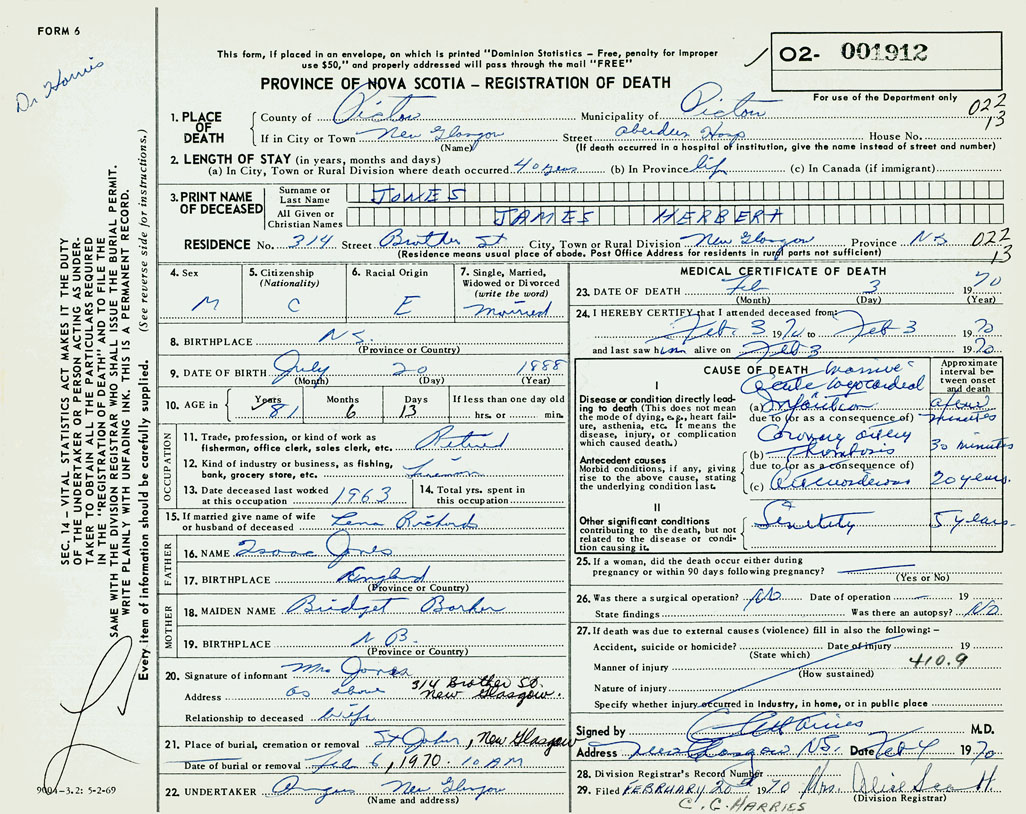 FORM 6
Dr Harris
This form, if placed in an envelope, on which is printed "Dominion Statistics – Free, penalty for improper
use $50," and properly addressed will pass through the mail "FREE"
O2- 001912
For use of the Department only
PROVINCE OF NOVA SCOTIA – REGISTRATION OF DEATH
022
13
1. PLACE OF DEATH
County of Pictou Municipality of Pictou
If in City or Town New Glasgow Street Aberdeen Hosp House No.
(Name) (If death occurred in a hospital of institution, give the name instead of street and number)
2. LENGTH OF STAY (in years, months and days)
(a) In City, Town or Rural Division where death occurred 40 years (b) In Province life (c) In Canada (if immigrant)
3. PRINT NAME OF DECEASED
Surname or Last Name JONES
All Given or Christian Names JAMES HERBERT
RESIDENCE No. 314 Street Brother St City, Town or Rural Division New Glasgow Province NS 022
13
(Residence means usual place of abode. Post Office Address for residents in rural parts not sufficient)
4. Sex M
5. Citizenship (Nationality) C
6. Racial Origin E
7. Single, Married, Widowed or Divorced (write the word) Married
8. BIRTHPLACE NS.
(Province or Country)
9. DATE OF BIRTH July 20 1888
(Month) (Day) (Year)
10. AGE in Years Months Days If less than one day old
81 6 13 hrs. or min.
OCCUPATION
11. Trade, profession, or kind of work as fisherman, office clerk, sales clerk, etc. Retired
12. Kind of industry or business, as fishing, bank, grocery store, etc.
13. Date deceased last worked at this occupation 1963
14. Total yrs. spent in this occupation
15. If married give name of wife or husband of deceased Lena Richards
FATHER
16. NAME Isaac Jones
17. BIRTHPLACE England
(Province or Country)
MOTHER
18. MAIDEN NAME Bridget Barker
19. BIRTHPLACE N B.
(Province or Country)
20. Signature of informant Mrs Jones
Address as above 314 Brother St. New Glasgow.
Relationship to deceased wife
21. Place of burial, cremation or removal St John, New Glasgow
Date of burial or removal Feb 6, 1970. 10 AM
22. UNDERTAKER Angus New Glasgow
(Name and address)
MEDICAL CERTIFICATE OF DEATH
23. DATE OF DEATH Feb 3 1970
(Month) (Day) (Year)
24. I HEREBY CERTIFY that I attended deceased from:
Feb. 3 1970 to Feb 3 1970
and last saw him alive on Feb 3 1970
CAUSE OF DEATH
Approximate interval between onset and death
I
Disease or condition directly leading to death (This does not mean the mode of dying, e.g., heart failure, asthenia, etc. It means the disease, injury, or complication which caused death.)
massive
(a) Acute Myocardial Infarction a few minutes
due to (or as a consequence of)
Antecedent causes
Morbid conditions, if any, giving rise to the above cause, stating the underlying condition last.
(b) Coronary artery Thrombosis 30 minutes
due to (or as a consequence of)
(c) 20 years.
II
Other significant conditions contributing to the death, but not related to the disease or condition causing it.
Senility 5 years.
25. If a woman, did the death occur either during pregnancy or within 90 days following pregnancy?
(Yes or No)
26. Was there a surgical operation? No Date of operation 19
State findings Was there an autopsy? No
27. If death was due to external causes (violence) fill in also the following: –
Accident, suicide or homicide? Date of injury 19
(State which)
Manner of injury 410.9
(How sustained)
Nature of injury
Specify whether injury occurred in Industry, in home, or in public place
Signed by M.D.
Address New Glasgow NS. Date Feb 4 1970
28. Division Registrar's Record Number
29. Filed FEBRUARY 20th 1970 Mrs. Alice
(Division Registrar)
C. G. HARRIES
SEC. 14 – VITAL STATISTICS ACT MAKES IT THE DUTY
OF THE UNDERTAKER OR PERSON ACTING AS UNDER-
TAKER TO OBTAIN ALL THE PARTICULARS REQUIRED
IN THE "REGISTRATION OF DEATH" AND TO FILE THE
SAME WITH THE DIVISION REGISTRAR WHO SHALL ISSUE THE BURIAL PERMIT.
WRITE PLAINLY WITH UNFADING INK. THIS IS A PERMANENT RECORD.
Every item of information should be carefully supplied. (See reverse side for instructions.)
9004-3.2: 5-2-69